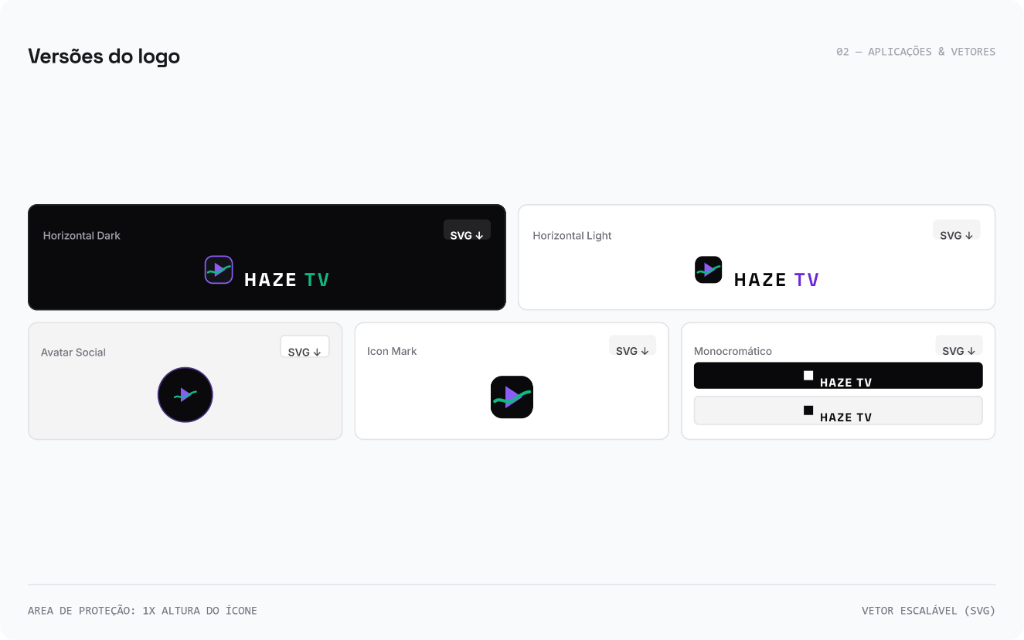 Versões do logo
02 — APLICAÇÕES & VETORES
Horizontal Dark
SVG ↓
HAZE TV
Horizontal Light
SVG ↓
HAZE TV
Avatar Social
SVG ↓
Icon Mark
SVG ↓
Monocromático
SVG ↓
HAZE TV
HAZE TV
AREA DE PROTEÇÃO: 1X ALTURA DO ÍCONE
VETOR ESCALÁVEL (SVG)